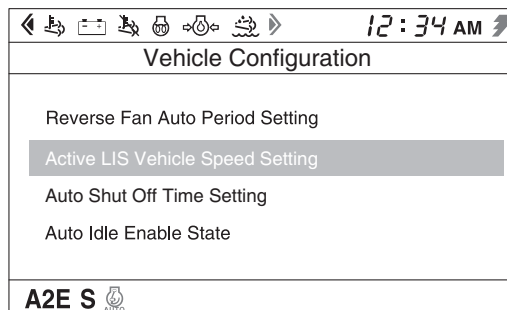 12:34 AM
Vehicle Configuration
Reverse Fan Auto Period Setting
Active LIS Vehicle Speed Setting
Auto Shut Off Time Setting
Auto Idle Enable State
A2E S AUTO